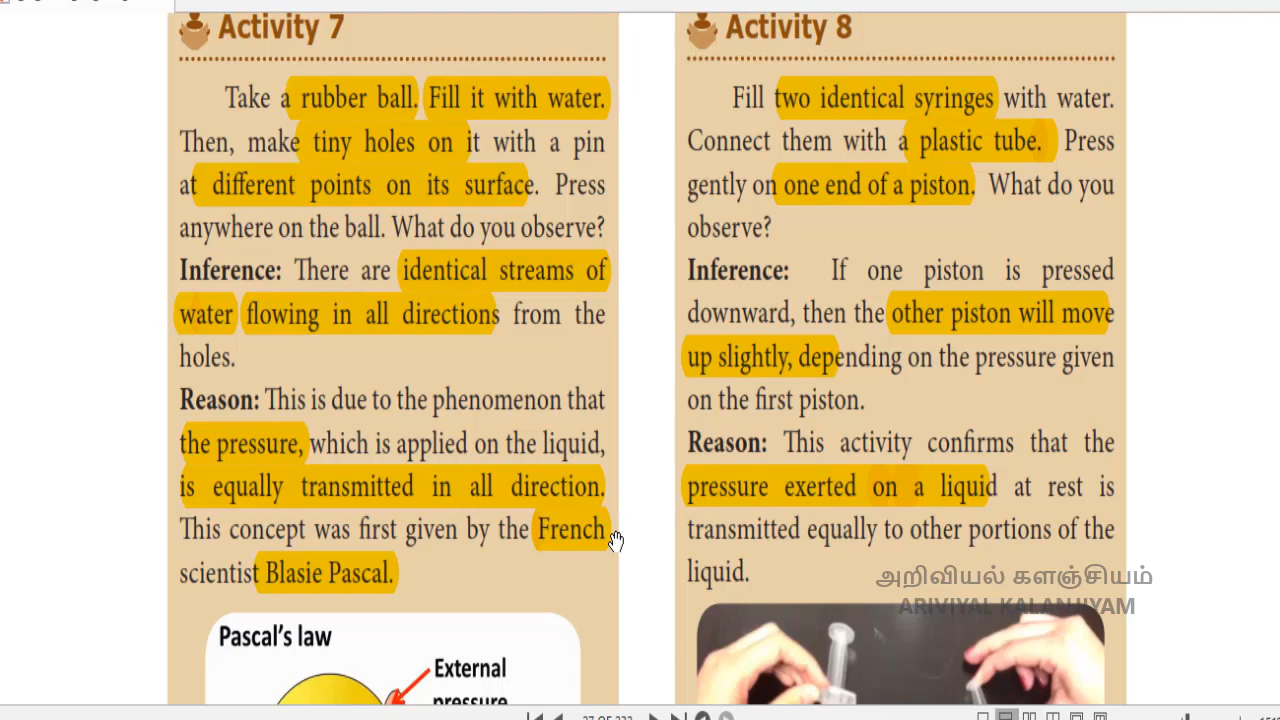 Activity 7
Take a rubber ball. Fill it with water.
Then, make tiny holes on it with a pin
at different points on its surface. Press
anywhere on the ball. What do you observe?
Inference: There are identical streams of
water flowing in all directions from the
holes.
Reason: This is due to the phenomenon that
the pressure, which is applied on the liquid,
is equally transmitted in all direction.
This concept was first given by the French
scientist Blasie Pascal.
Pascal's law
External
pressure
Activity 8
Fill two identical syringes with water.
Connect them with a plastic tube. Press
gently on one end of a piston. What do you
observe?
Inference: If one piston is pressed
downward, then the other piston will move
up slightly, depending on the pressure given
on the first piston.
Reason: This activity confirms that the
pressure exerted on a liquid at rest is
transmitted equally to other portions of the
liquid.
அறிவியல் களஞ்சியம்
ARIVIYAL KALANJIYAM